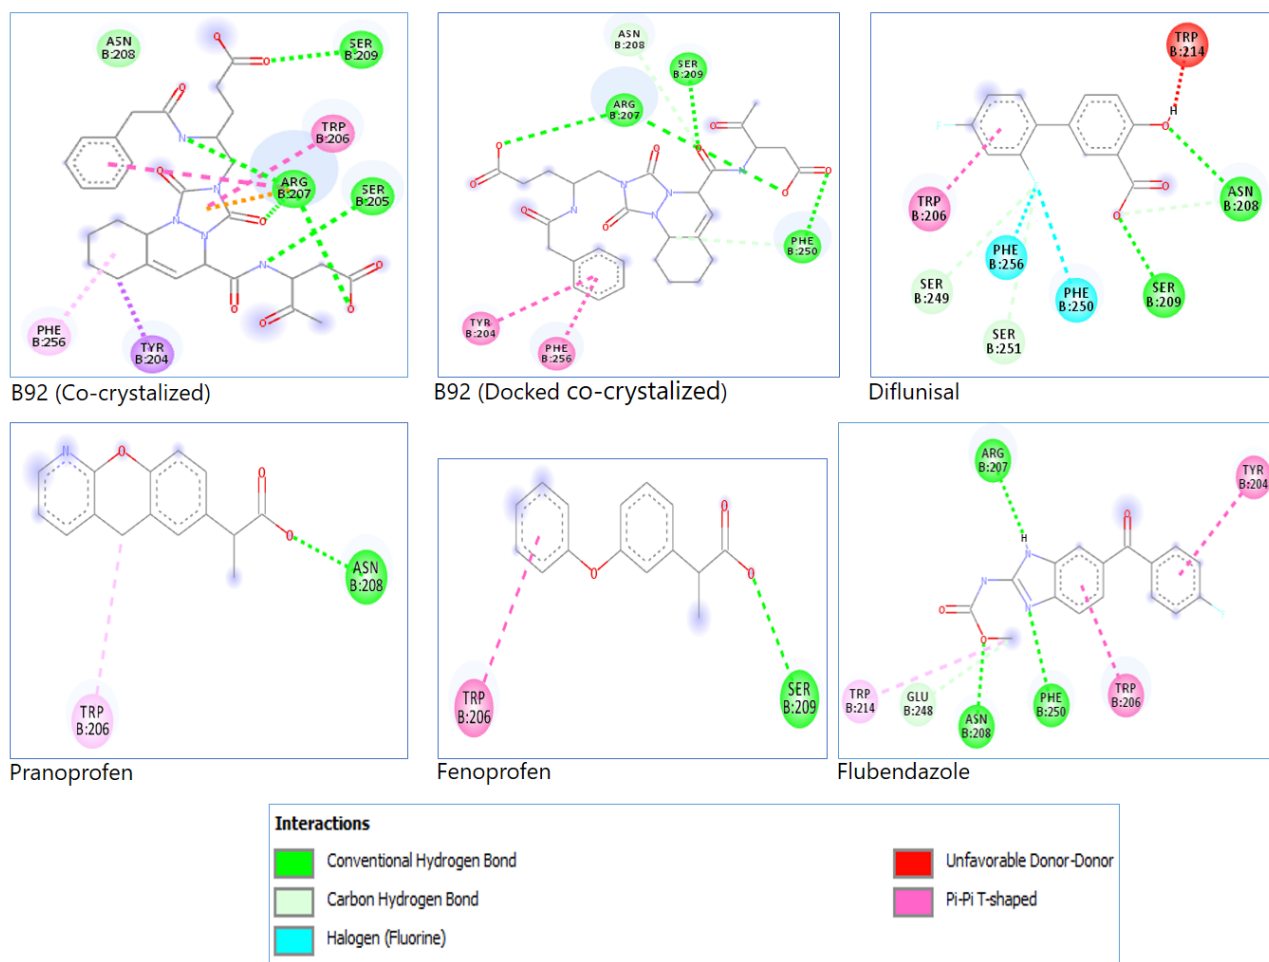 ASN
B:208
SER
B:209
TRP
B:206
ARG
B:207
SER
B:205
PHE
B:256
TYR
B:204
N
O
B92 (Co-crystalized)
ASN
B:208
SER
B:209
ARG
B:207
PHE
B:250
TYR
B:204
PHE
B:256
B92 (Docked co-crystalized)
TRP
B:214
H
F
O
TRP
B:206
ASN
B:208
PHE
B:256
SER
B:249
PHE
B:250
SER
B:209
SER
B:251
Diflunisal
N
O
O
O
ASN
B:208
TRP
B:206
Pranoprofen
O
O
O
TRP
B:206
SER
B:209
Fenoprofen
ARG
B:207
TYR
B:204
H
N
O
TRP
B:214
GLU
B:248
ASN
B:208
PHE
B:250
TRP
B:206
Flubendazole
Interactions
Conventional Hydrogen Bond
Carbon Hydrogen Bond
Halogen (Fluorine)
Unfavorable Donor-Donor
Pi-Pi T-shaped